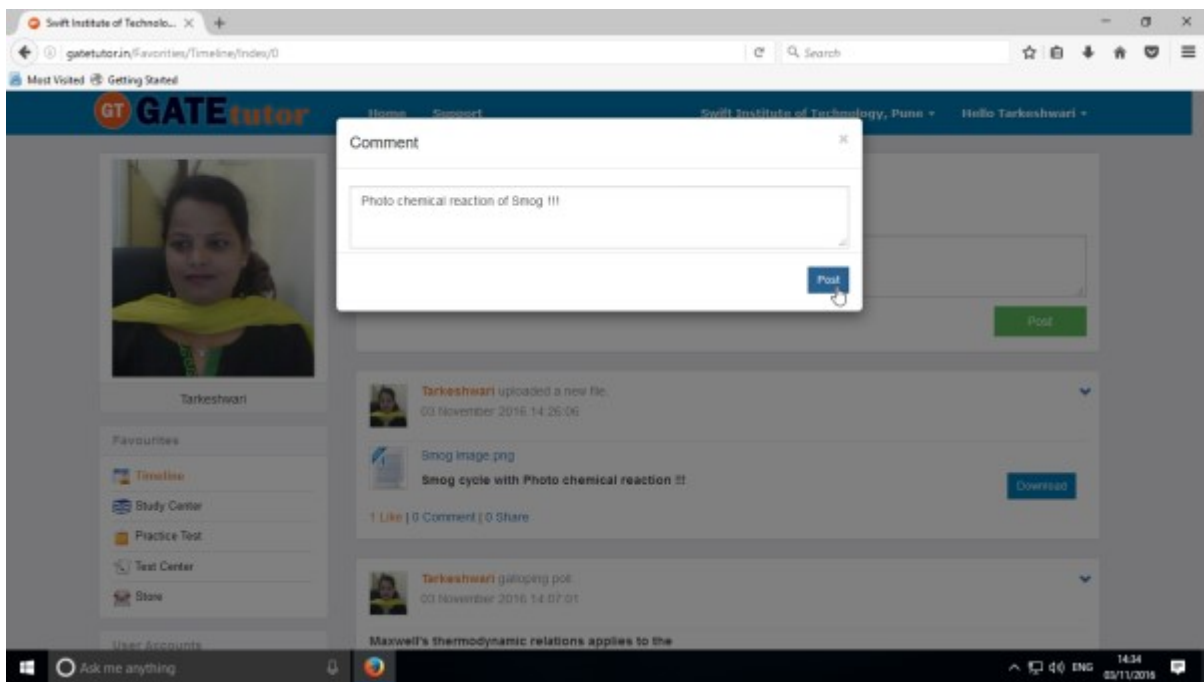 Swift Institute of Technolo...
gatetutor.in/Favorities/Timeline/Index/0
Search
Most Visited
Getting Started
GT GATEtutor
Home
Support
Swift Institute of Technology, Pune
Hello Tarkeshwari
Comment
Photo chemical reaction of Smog !!!
Post
Post
Tarkeshwari
Favourites
Timeline
Study Center
Practice Test
Test Center
Store
User Accounts
Tarkeshwari uploaded a new file.
03 November 2016 14:26:06
Smog Image.png
Smog cycle with Photo chemical reaction !!!
Download
1 Like | 0 Comment | 0 Share
Tarkeshwari galloping poll.
03 November 2016 14:07:01
Maxwell's thermodynamic relations applies to the
Ask me anything
ENG
14:34
03/11/2016